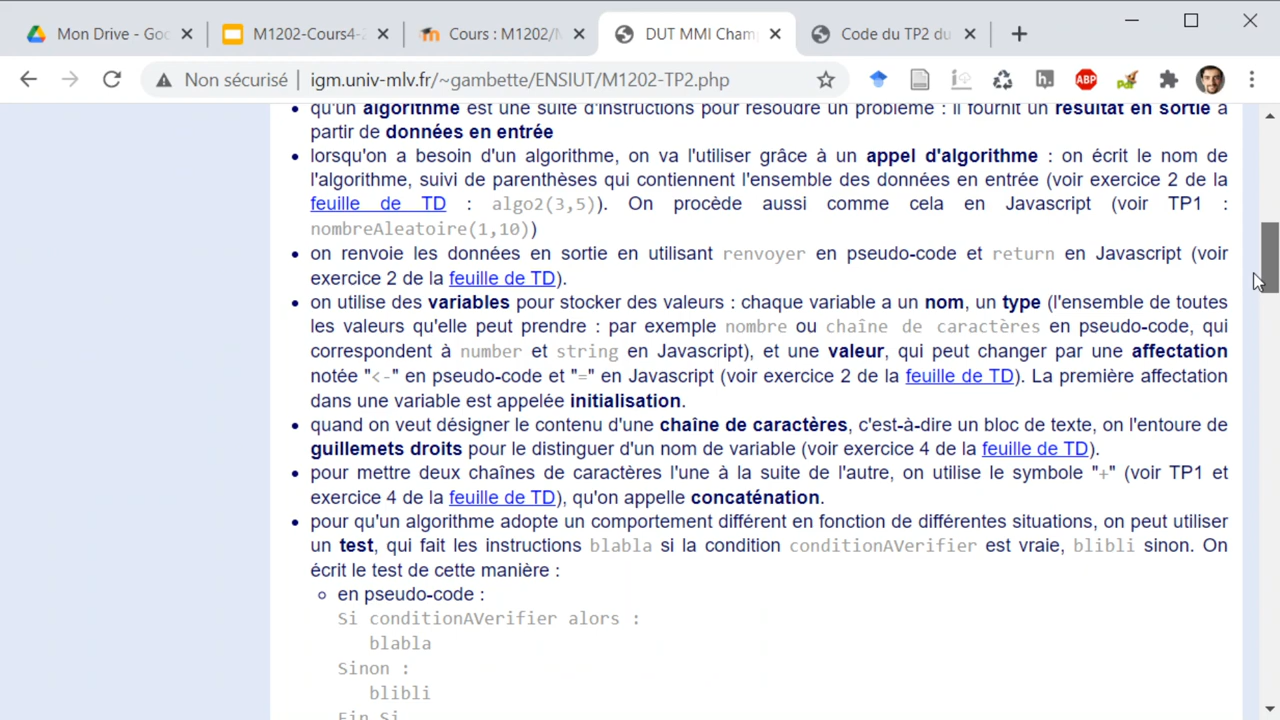 Mon Drive - Goo
M1202-Cours4-2
Cours : M1202/M
DUT MMI Cham
Code du TP2 du
Non sécurisé | igm.univ-mlv.fr/~gambette/ENSIUT/M1202-TP2.php
ABP
qu'un algorithme est une suite d'instructions pour résoudre un problème : il fournit un résultat en sortie à
partir de données en entrée
lorsqu'on a besoin d'un algorithme, on va l'utiliser grâce à un appel d'algorithme : on écrit le nom de
l'algorithme, suivi de parenthèses qui contiennent l'ensemble des données en entrée (voir exercice 2 de la
feuille de TD : algo2(3,5)). On procède aussi comme cela en Javascript (voir TP1 :
nombreAleatoire(1,10))
on renvoie les données en sortie en utilisant renvoyer en pseudo-code et return en Javascript (voir
exercice 2 de la feuille de TD).
on utilise des variables pour stocker des valeurs : chaque variable a un nom, un type (l'ensemble de toutes
les valeurs qu'elle peut prendre : par exemple nombre ou chaîne de caractères en pseudo-code, qui
correspondent à number et string en Javascript), et une valeur, qui peut changer par une affectation
notée "<-" en pseudo-code et "=" en Javascript (voir exercice 2 de la feuille de TD). La première affectation
dans une variable est appelée initialisation.
quand on veut désigner le contenu d'une chaîne de caractères, c'est-à-dire un bloc de texte, on l'entoure de
guillemets droits pour le distinguer d'un nom de variable (voir exercice 4 de la feuille de TD).
pour mettre deux chaînes de caractères l'une à la suite de l'autre, on utilise le symbole "+" (voir TP1 et
exercice 4 de la feuille de TD), qu'on appelle concaténation.
pour qu'un algorithme adopte un comportement différent en fonction de différentes situations, on peut utiliser
un test, qui fait les instructions blabla si la condition conditionAVerifier est vraie, blibli sinon. On
écrit le test de cette manière :
en pseudo-code :
Si conditionAVerifier alors :
blabla
Sinon :
blibli
Fin Si